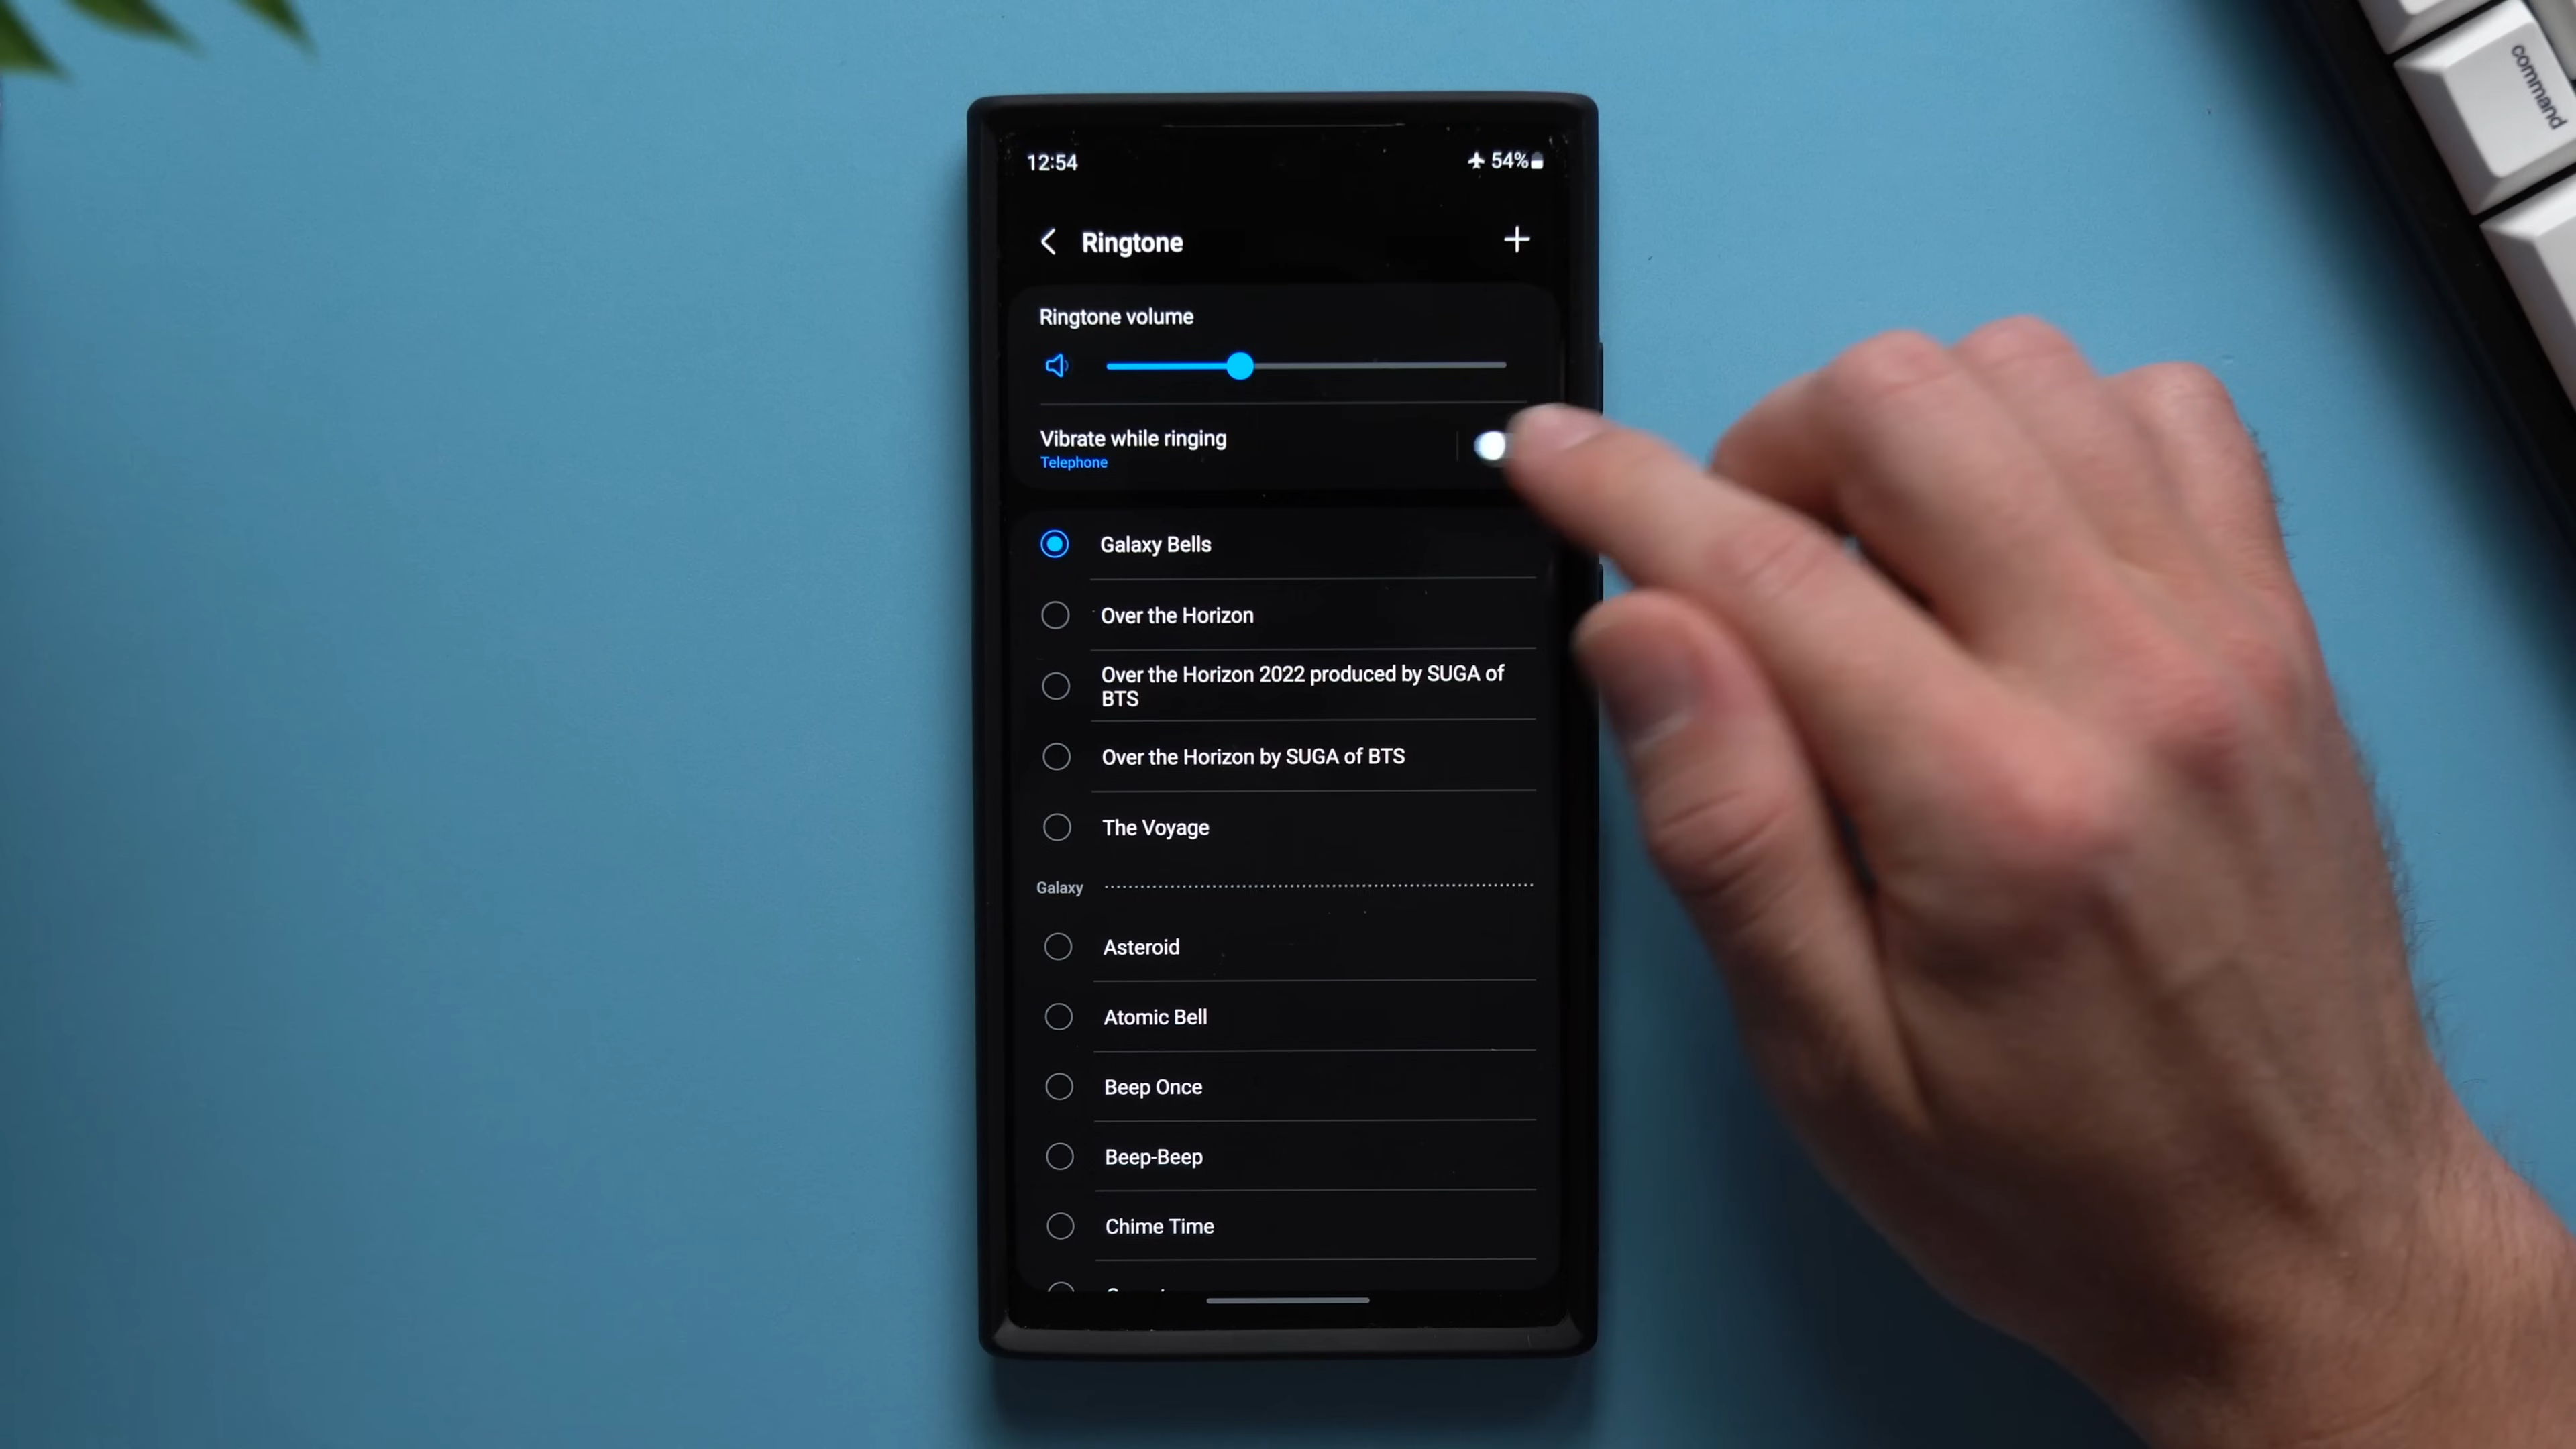 command
12:54
54%
Ringtone
Ringtone volume
Vibrate while ringing
Telephone
Galaxy Bells
Over the Horizon
Over the Horizon 2022 produced by SUGA of
BTS
Over the Horizon by SUGA of BTS
The Voyage
Galaxy
Asteroid
Atomic Bell
Beep Once
Beep-Beep
Chime Time